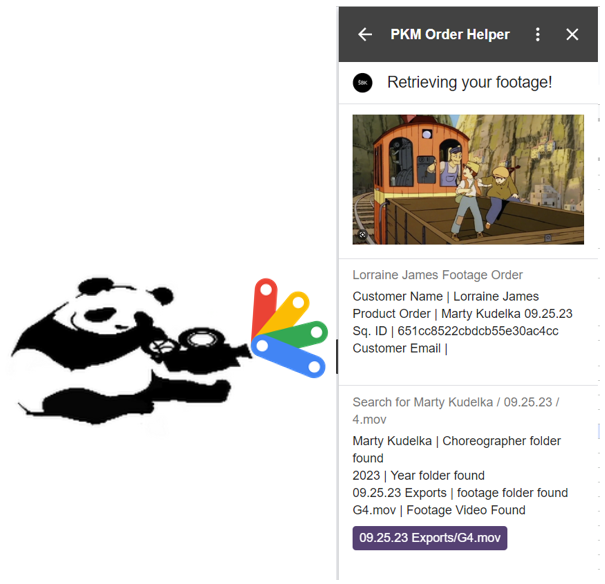 PKM Order Helper
Retrieving your footage!
Lorraine James Footage Order
Customer Name | Lorraine James
Product Order | Marty Kudelka 09.25.23
Sq. ID | 651cc8522cbdcb55e30ac4cc
Customer Email |
Search for Marty Kudelka / 09.25.23 /
4.mov
Marty Kudelka | Choreographer folder
found
2023 | Year folder found
09.25.23 Exports | footage folder found
G4.mov | Footage Video Found
09.25.23 Exports/G4.mov